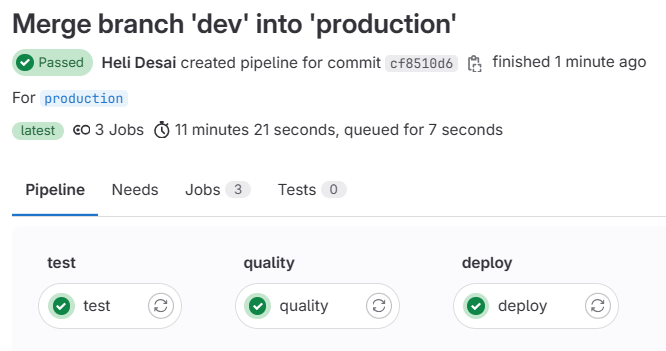 Merge branch 'dev' into 'production'
Passed Heli Desai created pipeline for commit cf8510d6 finished 1 minute ago
For production
latest 3 Jobs 11 minutes 21 seconds, queued for 7 seconds
Pipeline Needs Jobs 3 Tests 0
test quality deploy
test quality deploy